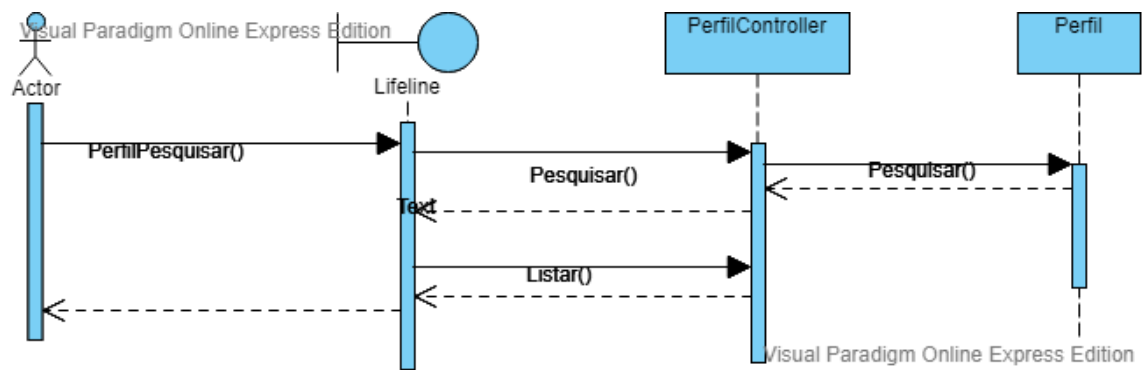 Visual Paradigm Online Express Edition
PerfilController
Perfil
Actor
Lifeline
PerfilPesquisar()
Pesquisar()
Pesquisar()
Text
Listar()
Visual Paradigm Online Express Edition